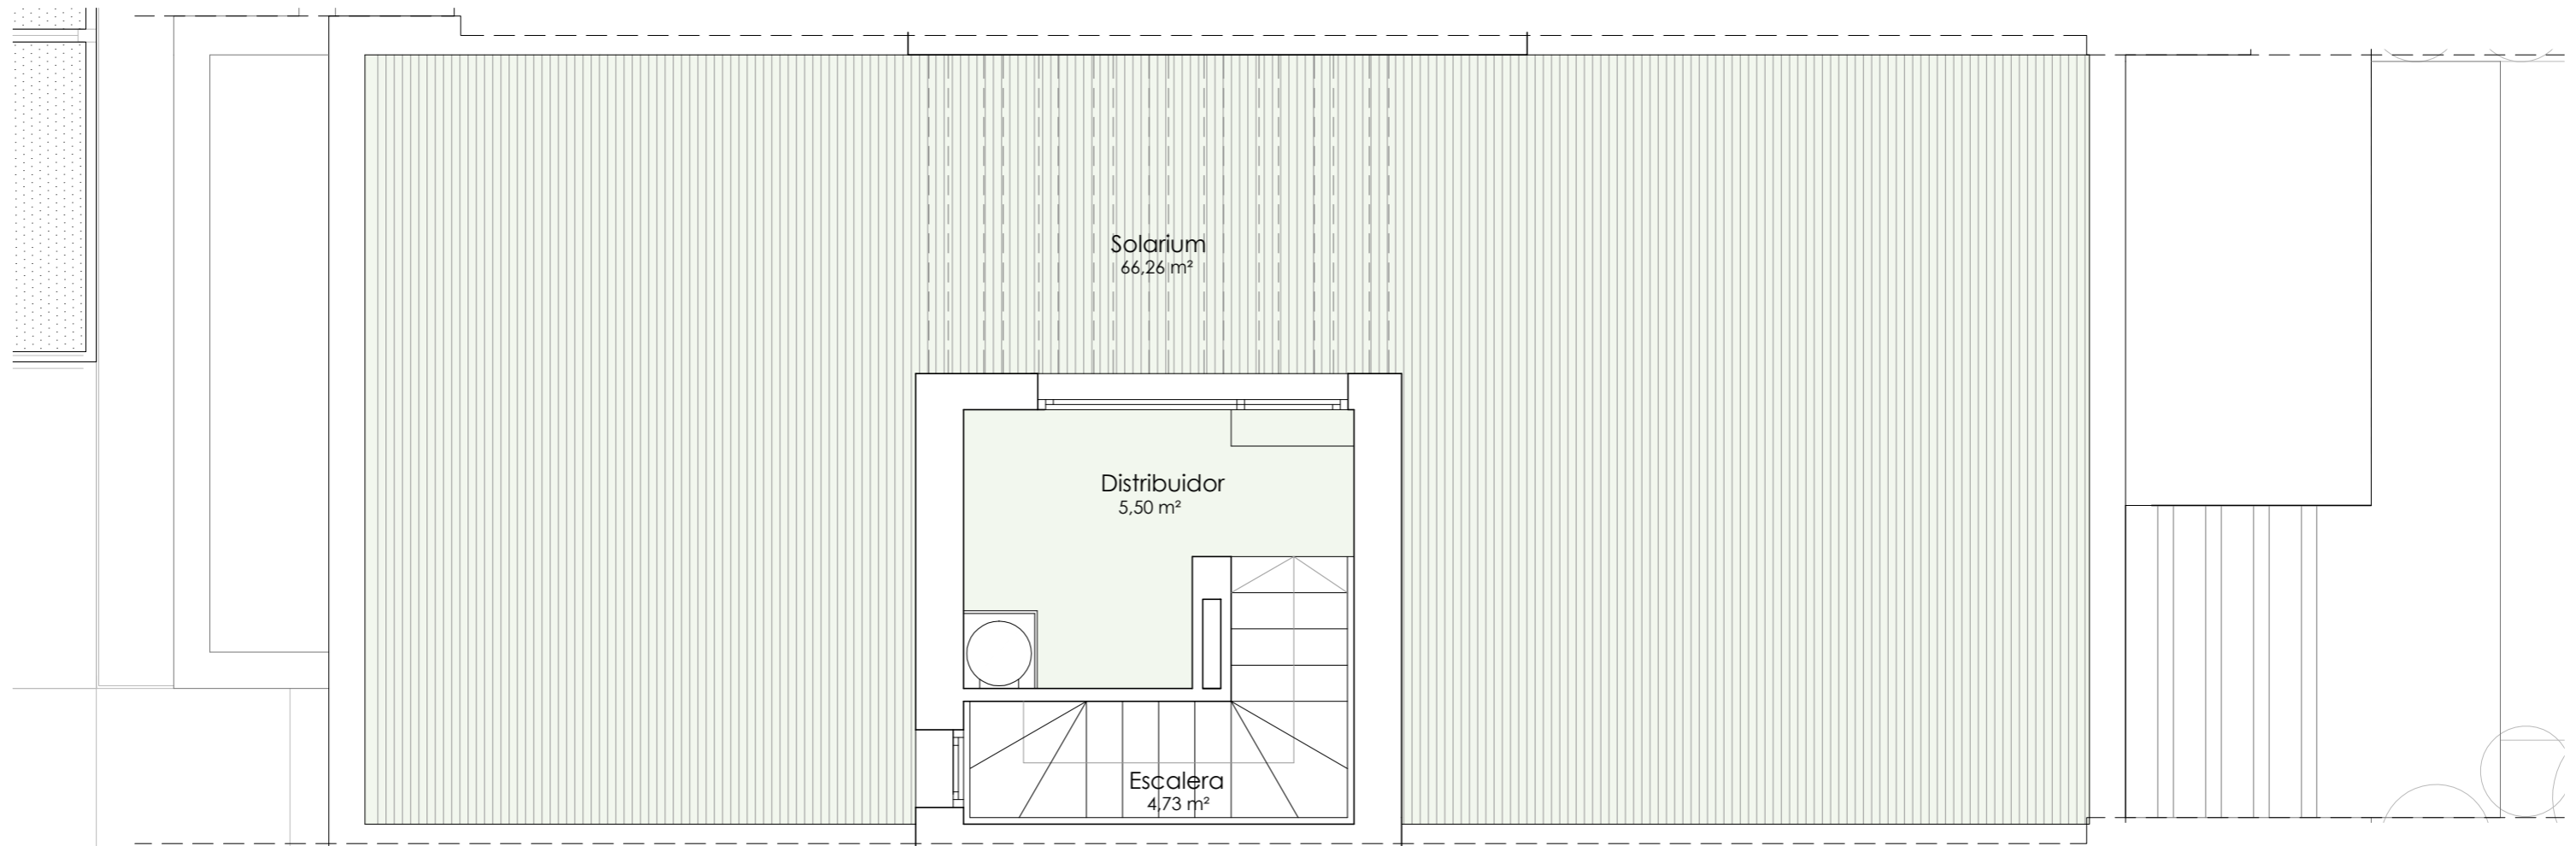 Solarium
66,26 m²
Distribuidor
5,50 m²
Escalera
4,73 m²